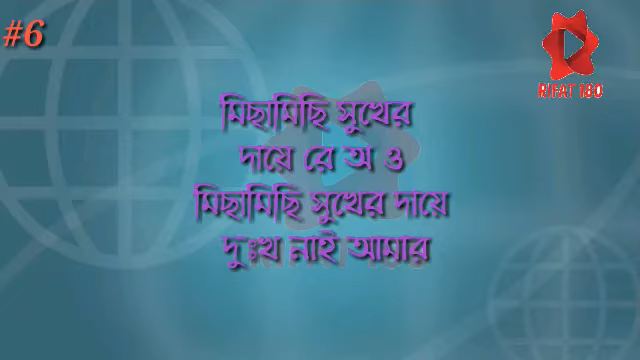 #6
RIFAT 180
মিছামিছি সুখের
দায়ে রে অ ও
মিছামিছি সুখের দায়ে
দুঃখ নাই আমার